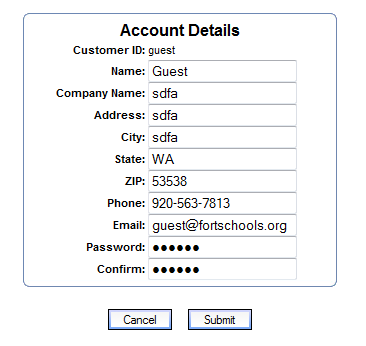 Account Details
Customer ID: guest
Name: Guest
Company Name: sdfa
Address: sdfa
City: sdfa
State: WA
ZIP: 53538
Phone: 920-563-7813
Email: guest@fortschools.org
Password: ●●●●●●
Confirm: ●●●●●●
Cancel Submit